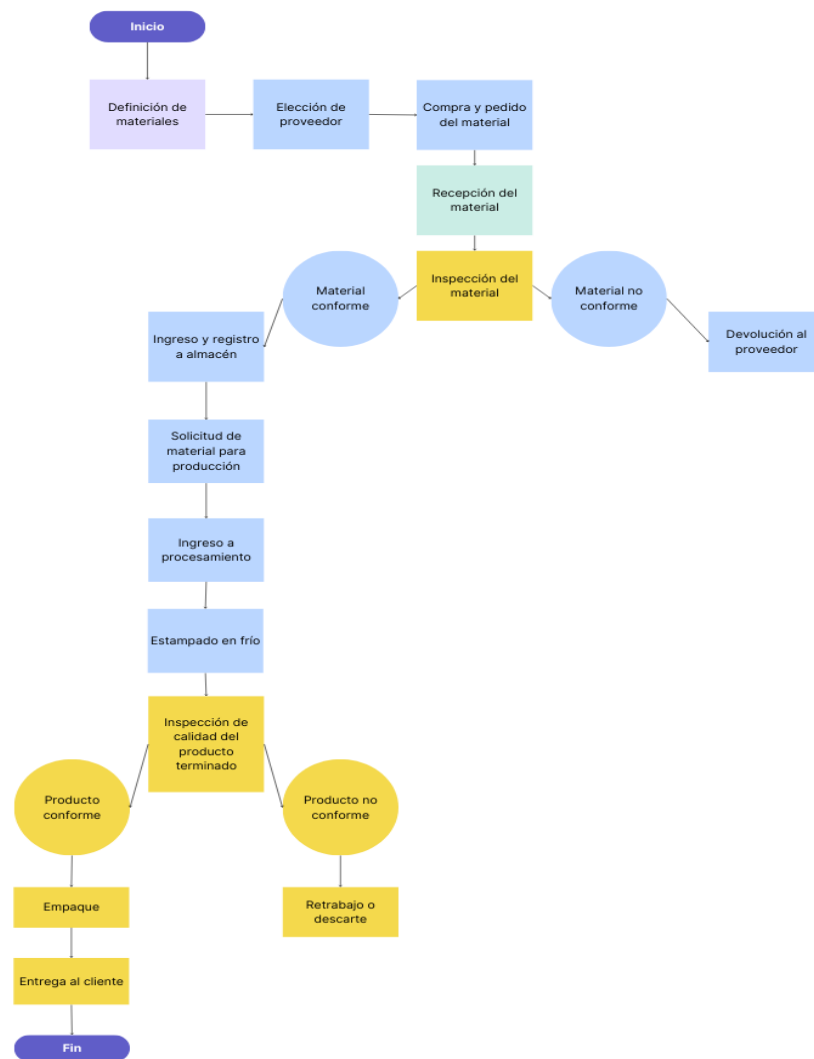 Inicio
Definición de
materiales
Elección de
proveedor
Compra y pedido
del material
Recepción del
material
Inspección del
material
Material
conforme
Material no
conforme
Ingreso y registro
a almacén
Devolución al
proveedor
Solicitud de
material para
producción
Ingreso a
procesamiento
Estampado en frío
Inspección de
calidad del
producto
terminado
Producto
conforme
Producto no
conforme
Empaque
Retrabajo o
descarte
Entrega al cliente
Fin